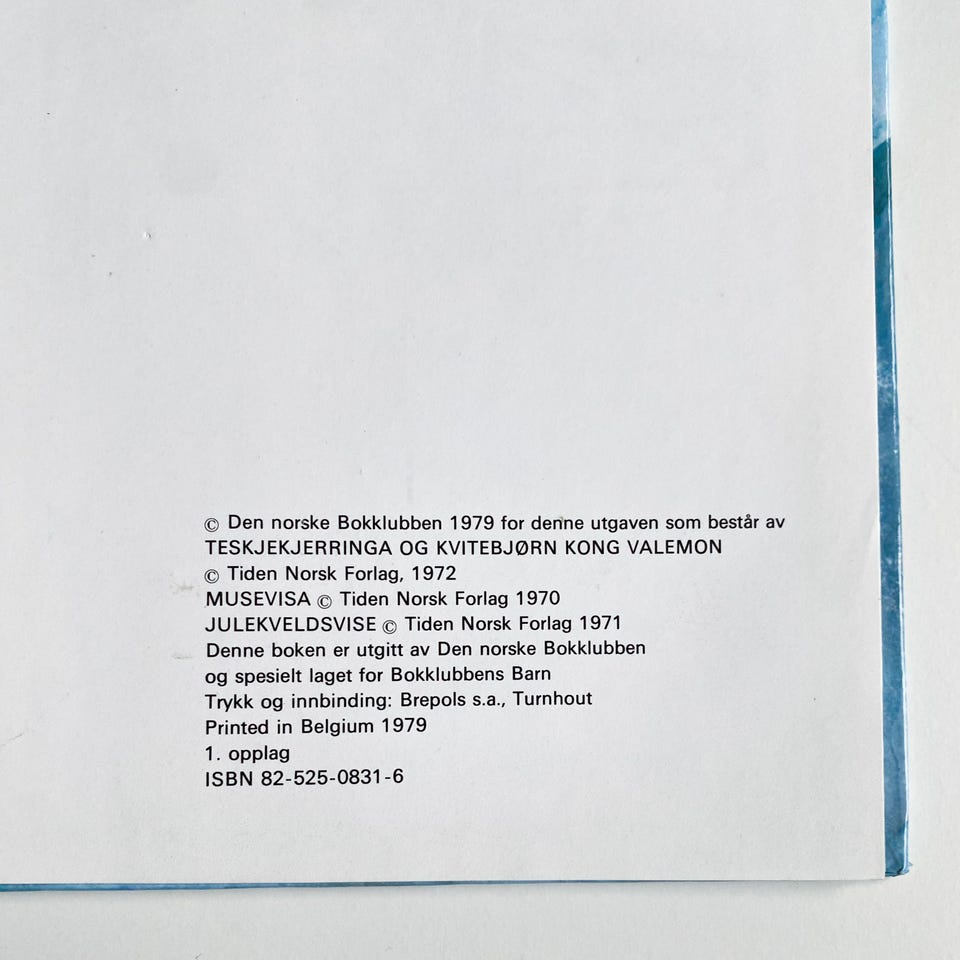 © Den norske Bokklubben 1979 for denne utgaven som består av
TESKJEKJERRINGA OG KVITEBJØRN KONG VALEMON
© Tiden Norsk Forlag, 1972
MUSEVISA © Tiden Norsk Forlag 1970
JULEKVELDSVISE © Tiden Norsk Forlag 1971
Denne boken er utgitt av Den norske Bokklubben
og spesielt laget for Bokklubbens Barn
Trykk og innbinding: Brepols s.a., Turnhout
Printed in Belgium 1979
1. opplag
ISBN 82-525-0831-6